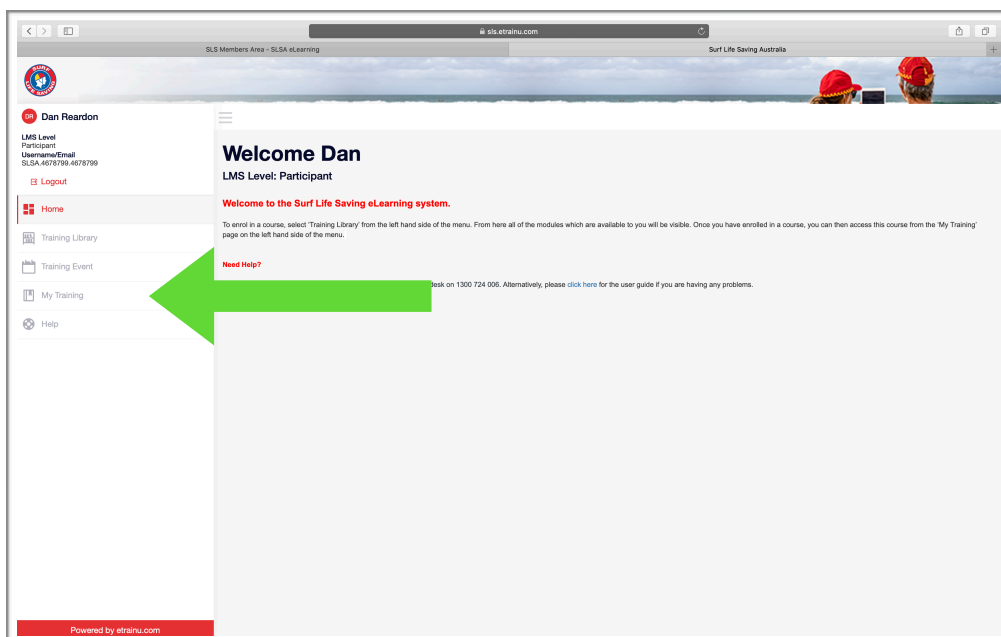 sls.etrainu.com
SLS Members Area - SLSA eLearning
Surf Life Saving Australia
SURF
LIFE SAVING
DR Dan Reardon
LMS Level
Participant
Username/Email
SLSA.4678799.4678799
Logout
Home
Training Library
Training Event
My Training
Help
Welcome Dan
LMS Level: Participant
Welcome to the Surf Life Saving eLearning system.
To enrol in a course, select 'Training Library' from the left hand side of the menu. From here all of the modules which are available to you will be visible. Once you have enrolled in a course, you can then access this course from the 'My Training'
page on the left hand side of the menu.
Need Help?
desk on 1300 724 006. Alternatively, please click here for the user guide if you are having any problems.
Powered by etrainu.com